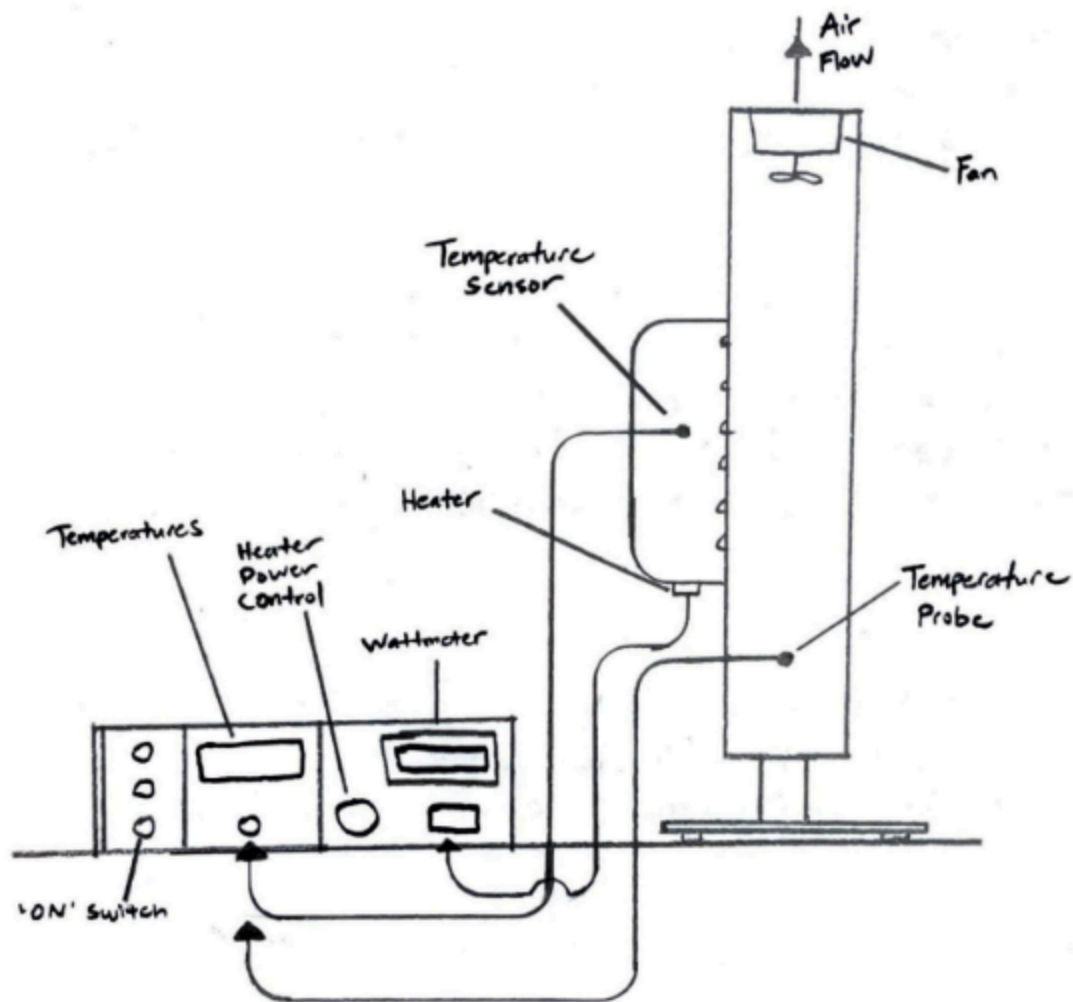 Air
Flow
Fan
Temperature
Sensor
Heater
Temperatures
Heater
Power
Control
Wattmeter
Temperature
Probe
'ON' Switch